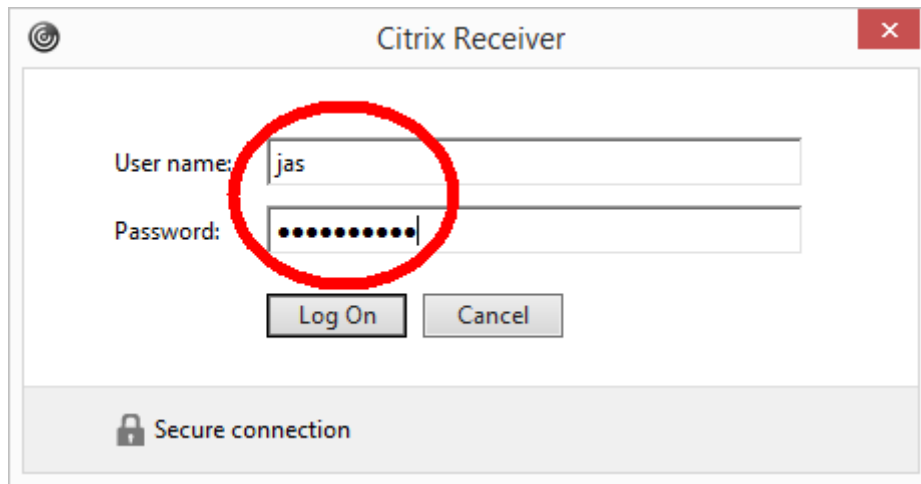 Citrix Receiver
User name: jas
Password: ••••••••••
Log On Cancel
Secure connection